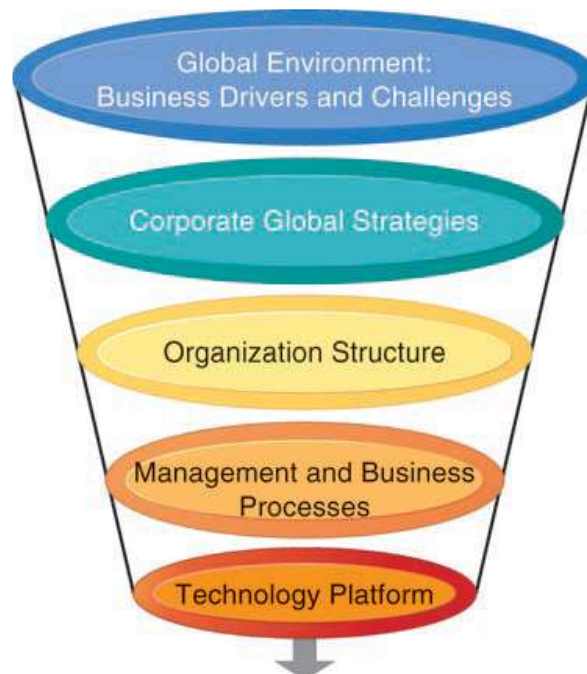 Global Environment:
Business Drivers and Challenges
Corporate Global Strategies
Organization Structure
Management and Business
Processes
Technology Platform